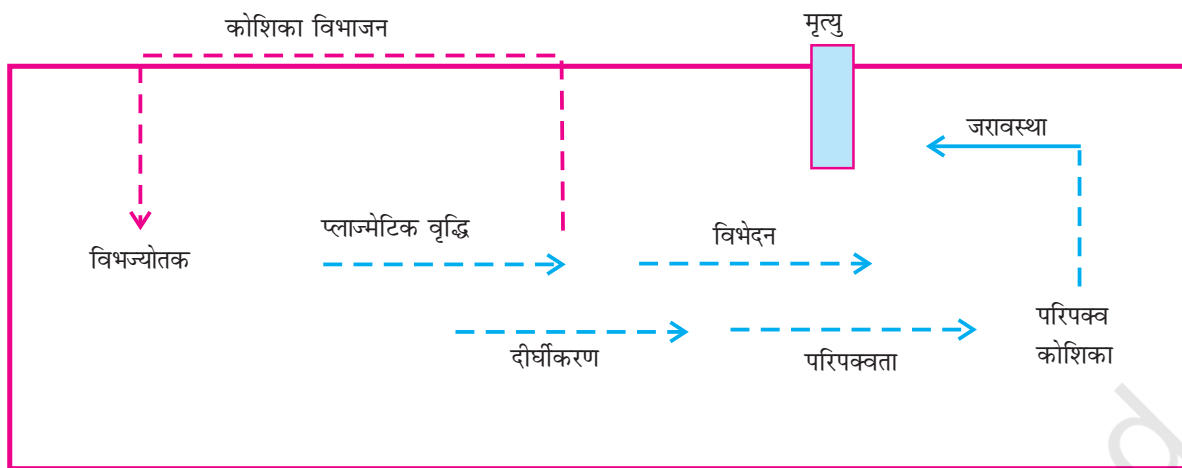 कोशिका विभाजन
मृत्यु
जरावस्था
प्लाज्मेटिक वृद्धि
विभेदन
विभज्योतक
परिपक्व
कोशिका
दीर्घीकरण
परिपक्वता
d